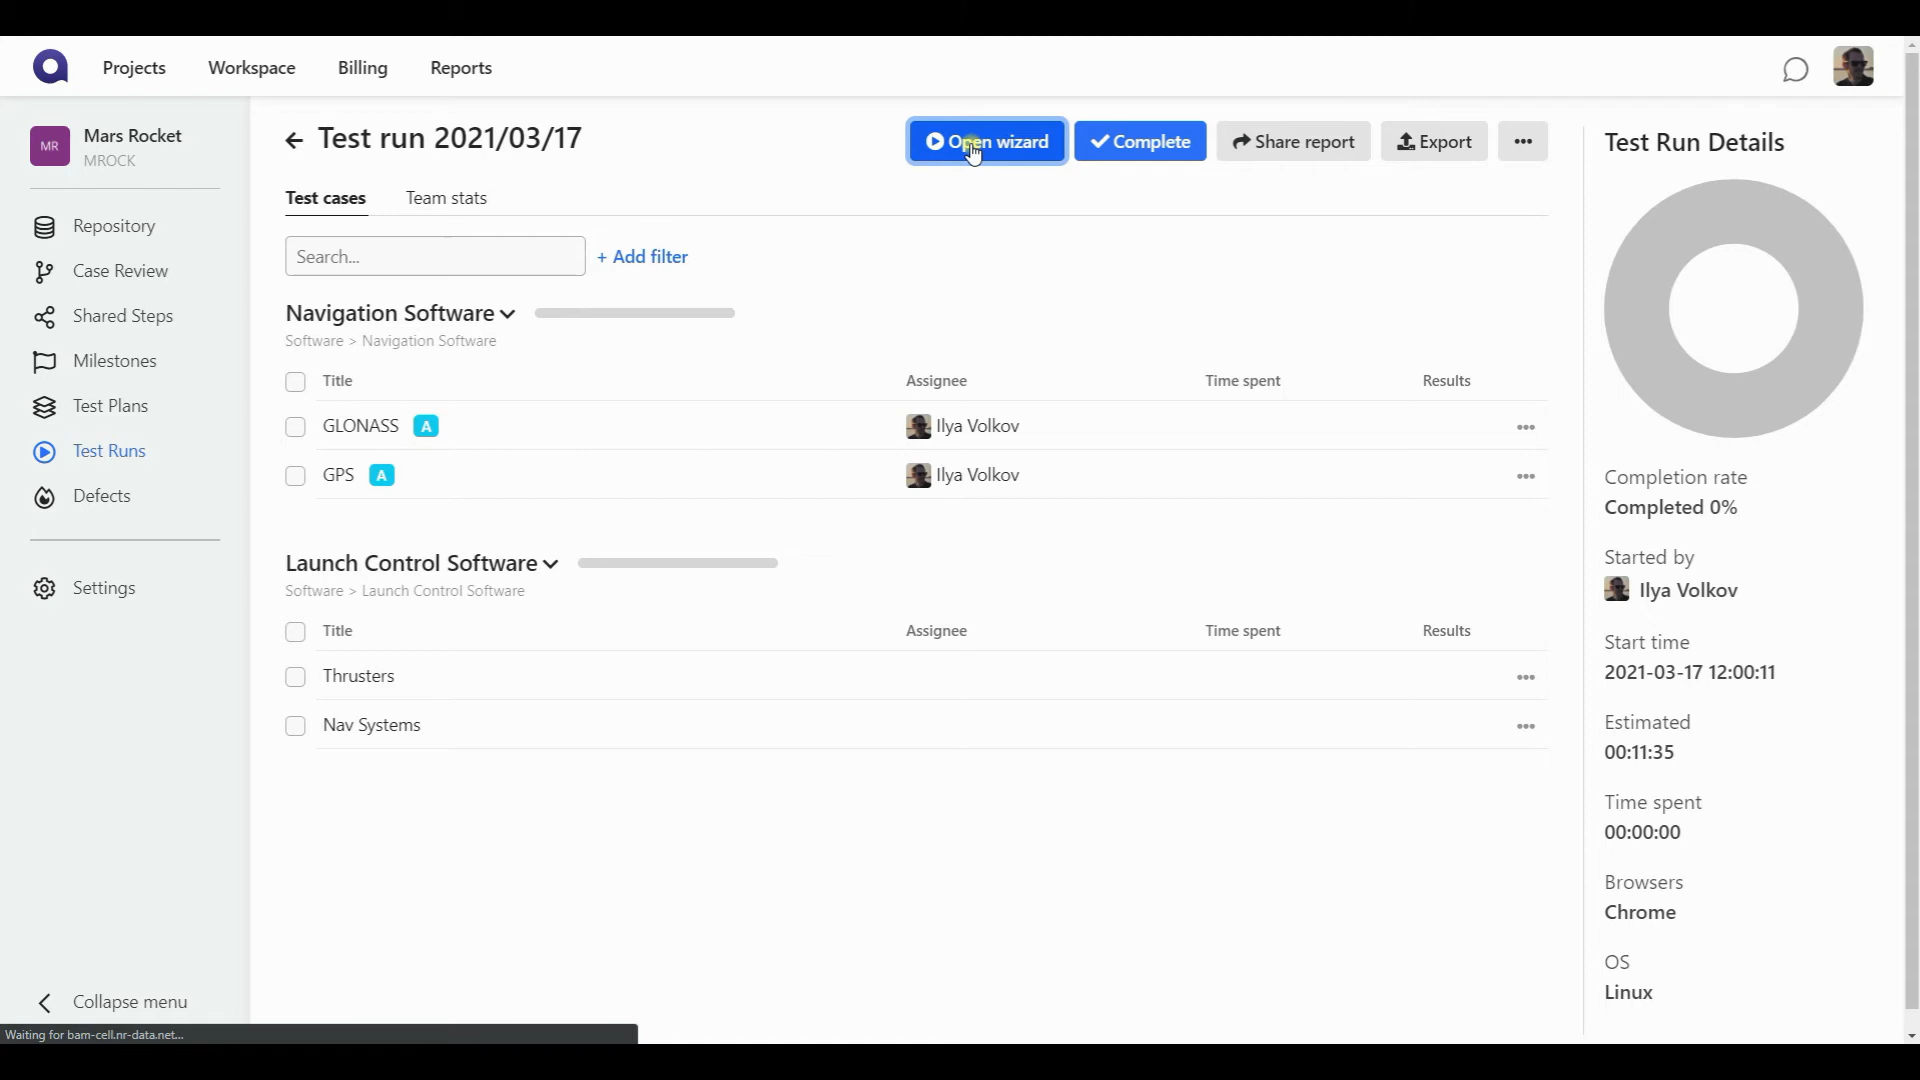 Projects Workspace Billing Reports
MR Mars Rocket
MROCK
Repository
Case Review
Shared Steps
Milestones
Test Plans
Test Runs
Defects
Settings
Collapse menu
Waiting for bam-cell.nr-data.net...
Test run 2021/03/17
Open wizard Complete Share report Export
Test cases Team stats
Search... + Add filter
Navigation Software
Software > Navigation Software
Title Assignee Time spent Results
GLONASS A Ilya Volkov
GPS A Ilya Volkov
Launch Control Software
Software > Launch Control Software
Title Assignee Time spent Results
Thrusters
Nav Systems
Test Run Details
Completion rate
Completed 0%
Started by
Ilya Volkov
Start time
2021-03-17 12:00:11
Estimated
00:11:35
Time spent
00:00:00
Browsers
Chrome
OS
Linux